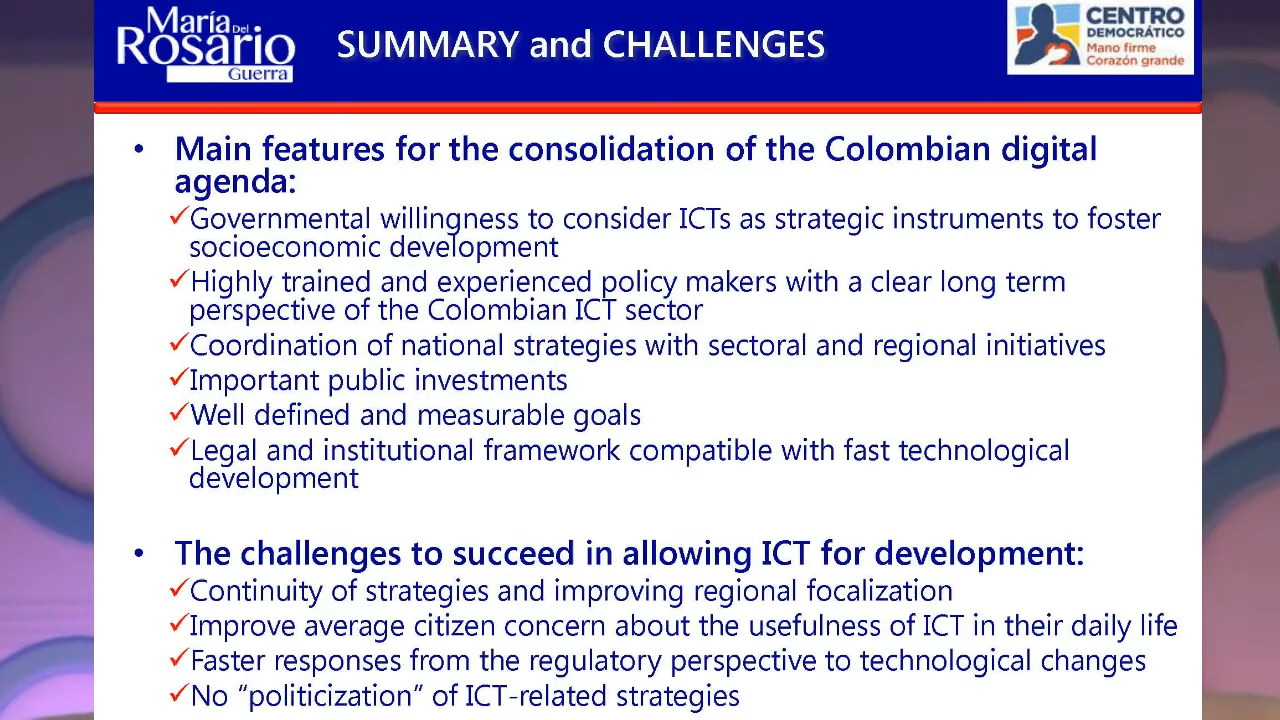 María Del
Rosario
Guerra
SUMMARY and CHALLENGES
CENTRO
DEMOCRÁTICO
Mano firme
Corazón grande
• Main features for the consolidation of the Colombian digital
agenda:
✓Governmental willingness to consider ICTs as strategic instruments to foster
socioeconomic development
✓Highly trained and experienced policy makers with a clear long term
perspective of the Colombian ICT sector
✓Coordination of national strategies with sectoral and regional initiatives
✓Important public investments
✓Well defined and measurable goals
✓Legal and institutional framework compatible with fast technological
development
• The challenges to succeed in allowing ICT for development:
✓Continuity of strategies and improving regional focalization
✓Improve average citizen concern about the usefulness of ICT in their daily life
✓Faster responses from the regulatory perspective to technological changes
✓No “politicization” of ICT-related strategies